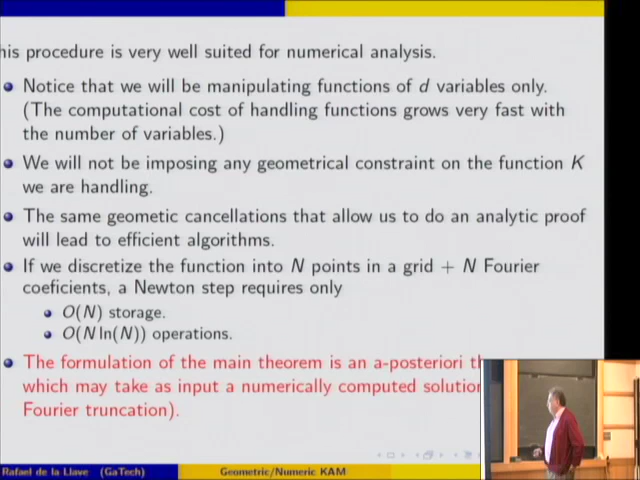 his procedure is very well suited for numerical analysis.
Notice that we will be manipulating functions of d variables only.
(The computational cost of handling functions grows very fast with
the number of variables.)
We will not be imposing any geometrical constraint on the function K
we are handling.
The same geometic cancellations that allow us to do an analytic proof
will lead to efficient algorithms.
If we discretize the function into N points in a grid + N Fourier
coeficients, a Newton step requires only
O(N) storage.
O(N ln(N)) operations.
The formulation of the main theorem is an a-posteriori th
which may take as input a numerically computed solution
Fourier truncation).
Rafael de la Llave (GaTech)
Geometric/Numeric KAM